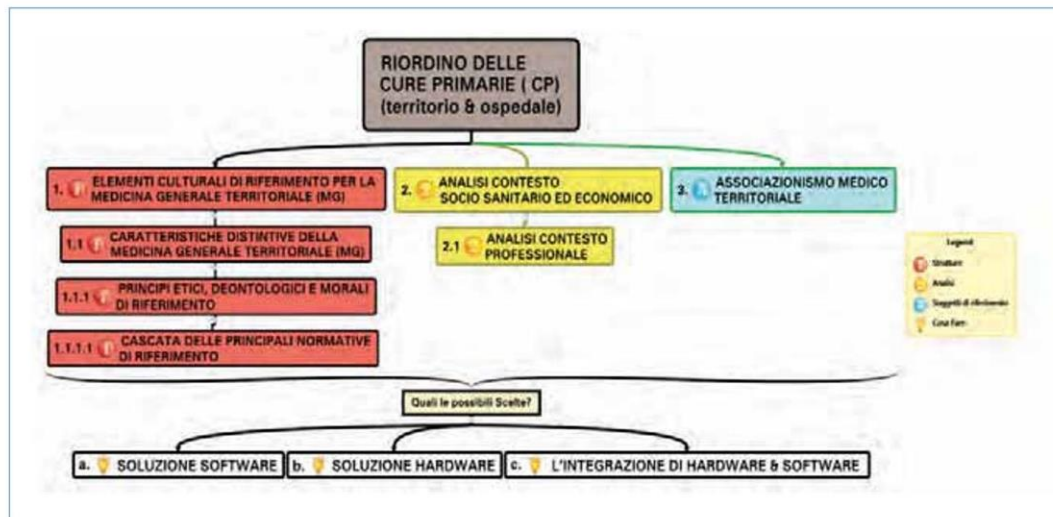 RIORDINO DELLE
CURE PRIMARIE ( CP)
(territorio & ospedale)
1. ELEMENTI CULTURALI DI RIFERIMENTO PER LA
MEDICINA GENERALE TERRITORIALE (MG)
2. ANALISI CONTESTO
SOCIO SANITARIO ED ECONOMICO
3. ASSOCIAZIONISMO MEDICO
TERRITORIALE
1.1 CARATTERISTICHE DISTINTIVE DELLA
MEDICINA GENERALE TERRITORIALE (MG)
2.1 ANALISI CONTESTO
PROFESSIONALE
1.1.1 PRINCIPI ETICI, DEONTOLOGICI E MORALI
DI RIFERIMENTO
1.1.1.1 CASCATA DELLE PRINCIPALI NORMATIVE
DI RIFERIMENTO
Legend
Strutture
Analisi
Soggetti di riferimento
Cosa Fare
Quali le possibili Scelte?
a. SOLUZIONE SOFTWARE
b. SOLUZIONE HARDWARE
c. L'INTEGRAZIONE DI HARDWARE & SOFTWARE